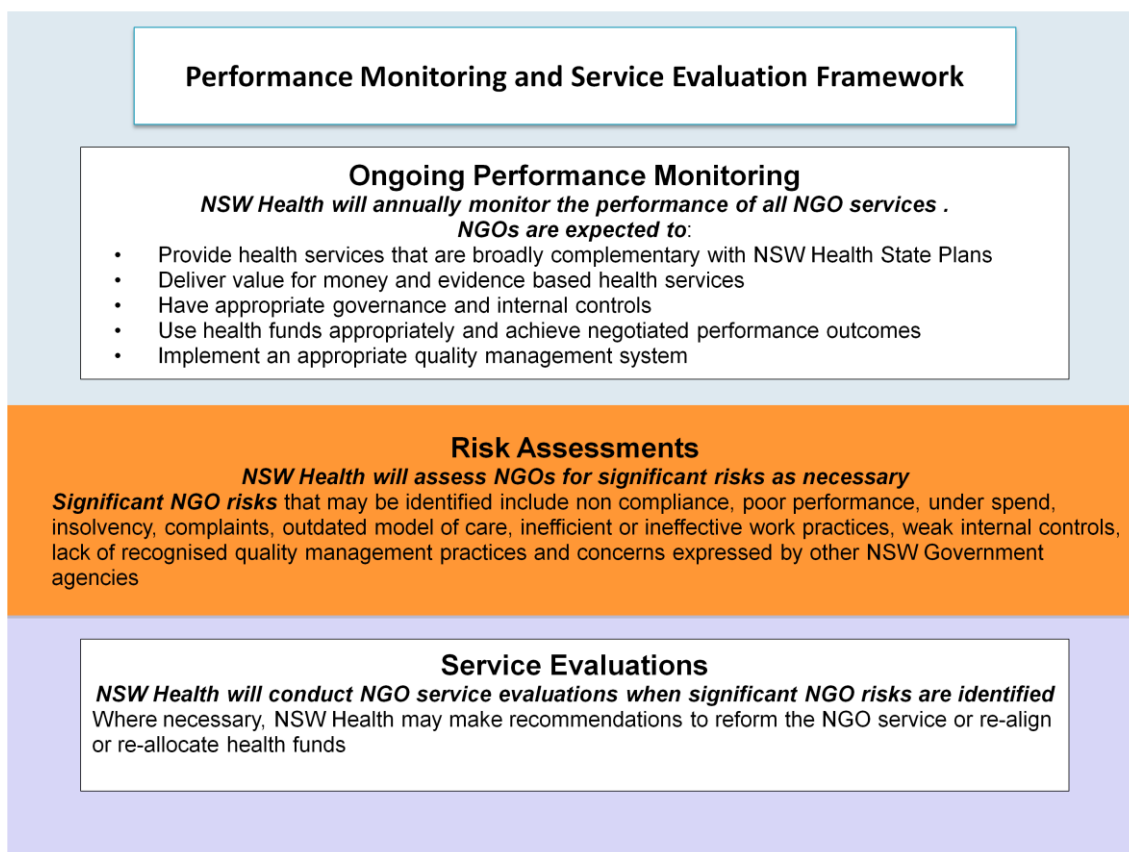 Performance Monitoring and Service Evaluation Framework
Ongoing Performance Monitoring
NSW Health will annually monitor the performance of all NGO services .
NGOs are expected to:
• Provide health services that are broadly complementary with NSW Health State Plans
• Deliver value for money and evidence based health services
• Have appropriate governance and internal controls
• Use health funds appropriately and achieve negotiated performance outcomes
• Implement an appropriate quality management system
Risk Assessments
NSW Health will assess NGOs for significant risks as necessary
Significant NGO risks that may be identified include non compliance, poor performance, under spend,
insolvency, complaints, outdated model of care, inefficient or ineffective work practices, weak internal controls,
lack of recognised quality management practices and concerns expressed by other NSW Government
agencies
Service Evaluations
NSW Health will conduct NGO service evaluations when significant NGO risks are identified
Where necessary, NSW Health may make recommendations to reform the NGO service or re-align
or re-allocate health funds